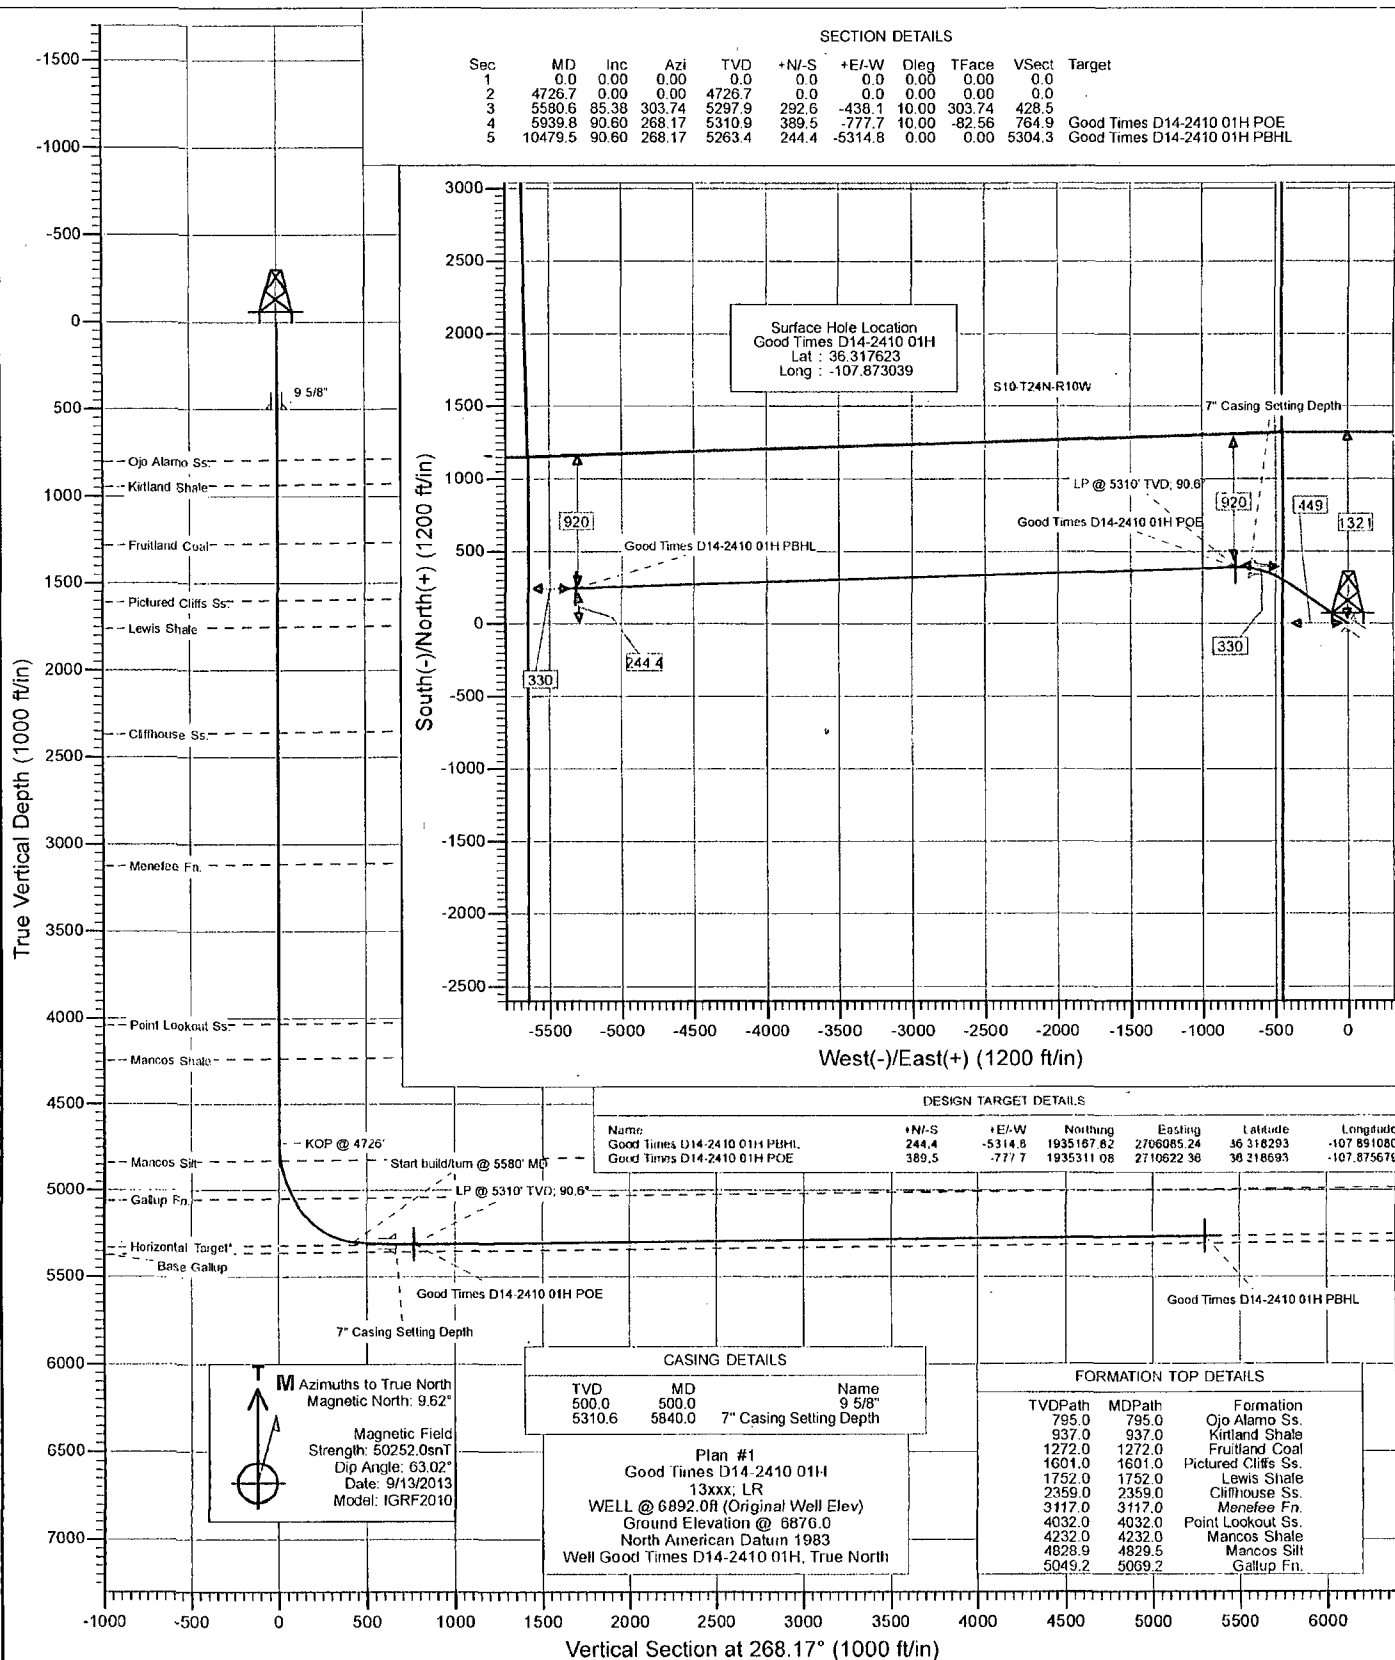 SECTION DETAILS
Sec MD Inc Azi TVD +N/-S +E/-W Dleg TFace VSect Target
1 0.0 0.00 0.00 0.0 0.0 0.0 0.00 0.00 0.0
2 4726.7 0.00 0.00 4726.7 0.0 0.0 0.00 0.00 0.0
3 5580.6 85.38 303.74 5297.9 292.6 -438.1 10.00 303.74 428.5
4 5939.8 90.60 268.17 5310.9 389.5 -777.7 10.00 -82.56 764.9 Good Times D14-2410 01H POE
5 10479.5 90.60 268.17 5263.4 244.4 -5314.8 0.00 0.00 5304.3 Good Times D14-2410 01H PBHL
True Vertical Depth (1000 ft/in)
-1500
-1000
-500
0
500
1000
1500
2000
2500
3000
3500
4000
4500
5000
5500
6000
6500
7000
9 5/8"
Ojo Alamo Ss.
Kirtland Shale
Fruitland Coal
Pictured Cliffs Ss.
Lewis Shale
Cliffhouse Ss.
Menefee Fn.
Point Lookout Ss.
Mancos Shale
KOP @ 4726'
Mancos Silt
Start build/turn @ 5580' MD
Gallup Fn.
LP @ 5310' TVD; 90.6°
Horizontal Target*
Base Gallup
Good Times D14-2410 01H POE
Good Times D14-2410 01H PBHL
7" Casing Setting Depth
South(-)/North(+) (1200 ft/in)
3000
2500
2000
1500
1000
500
0
-500
-1000
-1500
-2000
-2500
Surface Hole Location
Good Times D14-2410 01H
Lat : 36.317623
Long : -107.873039
S10-T24N-R10W
7" Casing Setting Depth
LP @ 5310' TVD; 90.6°
Good Times D14-2410 01H POE
Good Times D14-2410 01H PBHL
920
920
449
1321
330
244.4
330
-5500 -5000 -4500 -4000 -3500 -3000 -2500 -2000 -1500 -1000 -500 0
West(-)/East(+) (1200 ft/in)
DESIGN TARGET DETAILS
Name +N/-S +E/-W Northing Easting Latitude Longitude
Good Times D14-2410 01H PBHL 244.4 -5314.8 1935167.82 2706085.24 36.318293 -107.891080
Good Times D14-2410 01H POE 389.5 -777.7 1935311.08 2710622.36 -107.875679
T
M
Azimuths to True North
Magnetic North: 9.62°
Magnetic Field
Strength: 50252.0snT
Dip Angle: 63.02°
Date: 9/13/2013
Model: IGRF2010
CASING DETAILS
TVD MD Name
500.0 500.0 9 5/8"
5310.6 5840.0 7" Casing Setting Depth
Plan #1
Good Times D14-2410 01H
13xxx; LR
WELL @ 6892.0ft (Original Well Elev)
Ground Elevation @ 6876.0
North American Datum 1983
Well Good Times D14-2410 01H, True North
FORMATION TOP DETAILS
TVDPath MDPath Formation
795.0 795.0 Ojo Alamo Ss.
937.0 937.0 Kirtland Shale
1272.0 1272.0 Fruitland Coal
1601.0 1601.0 Pictured Cliffs Ss.
1752.0 1752.0 Lewis Shale
2359.0 2359.0 Cliffhouse Ss.
3117.0 3117.0 Menefee Fn.
4032.0 4032.0 Point Lookout Ss.
4232.0 4232.0 Mancos Shale
4828.9 4829.5 Mancos Silt
5049.2 5069.2 Gallup Fn.
-1000 -500 0 500 1000 1500 2000 2500 3000 3500 4000 4500 5000 5500 6000
Vertical Section at 268.17° (1000 ft/in)